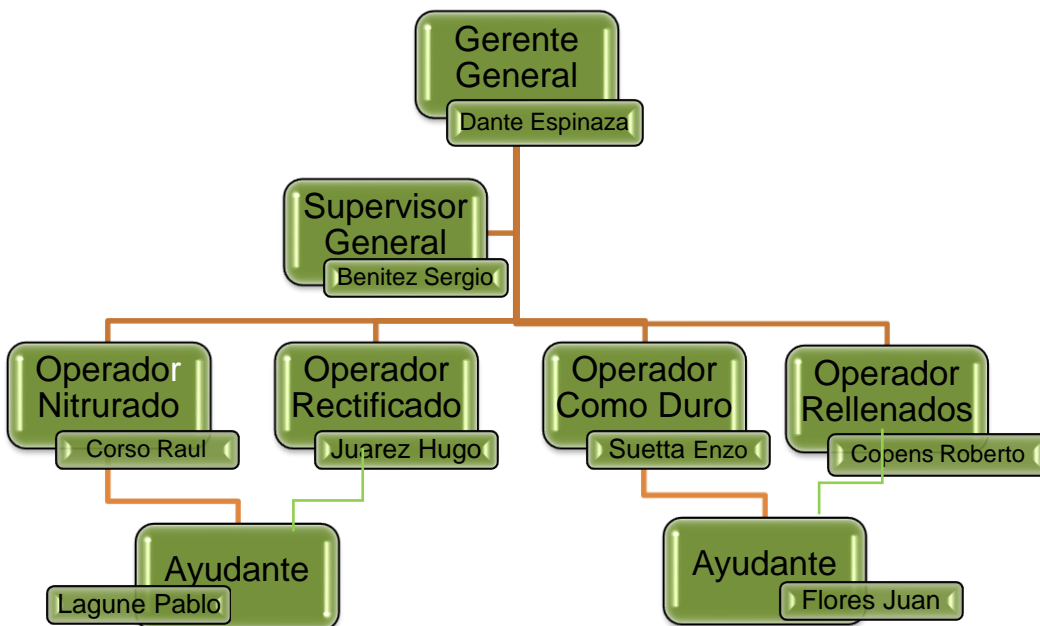 Gerente
General
Dante Espinaza
Supervisor
General
Benitez Sergio
Operador
Nitrurado
Corso Raul
Operador
Rectificado
Juarez Hugo
Operador
Como Duro
Suetta Enzo
Operador
Rellenados
Copens Roberto
Ayudante
Lagune Pablo
Ayudante
Flores Juan